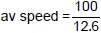 av speed = 100/12.6